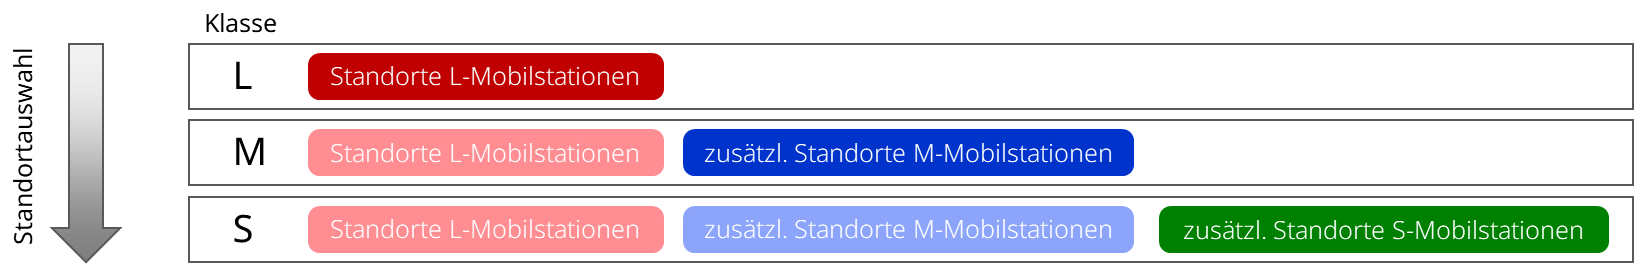 Klasse
Standortauswahl
L
Standorte L-Mobilstationen
M
Standorte L-Mobilstationen
zusätzl. Standorte M-Mobilstationen
S
Standorte L-Mobilstationen
zusätzl. Standorte M-Mobilstationen
zusätzl. Standorte S-Mobilstationen